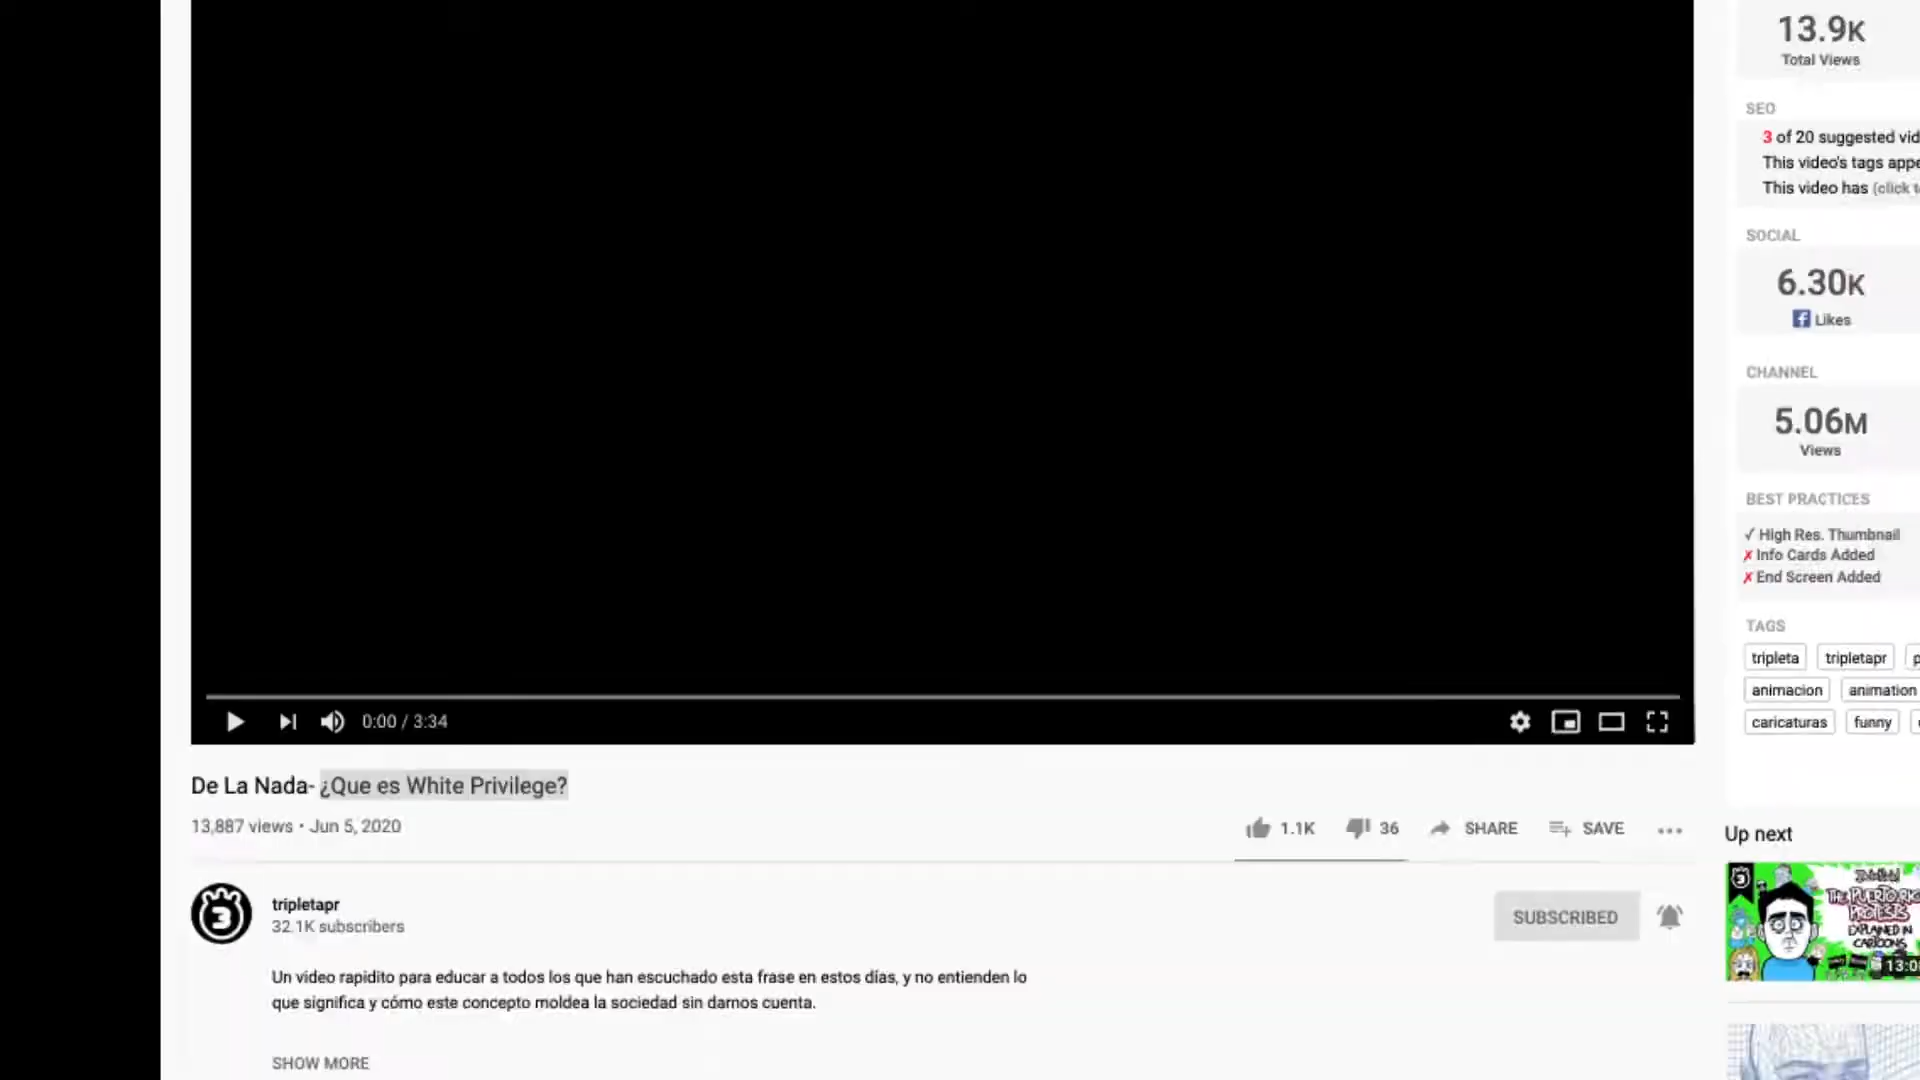 0:00 / 3:34
De La Nada- ¿Que es White Privilege?
13,887 views • Jun 5, 2020
1.1K
36
SHARE
SAVE
tripletapr
32.1K subscribers
SUBSCRIBED
Un video rapidito para educar a todos los que han escuchado esta frase en estos días, y no entienden lo
que significa y cómo este concepto moldea la sociedad sin darnos cuenta.
SHOW MORE
13.9K
Total Views
SEO
3 of 20 suggested
This video's tags
This video has (click
SOCIAL
6.30K
Likes
CHANNEL
5.06M
Views
BEST PRACTICES
✓ High Res. Thumbnail
✗ Info Cards Added
✗ End Screen Added
TAGS
tripleta tripletapr
animacion animation
caricaturas funny
Up next
EXPLAINED IN
CARTOONS